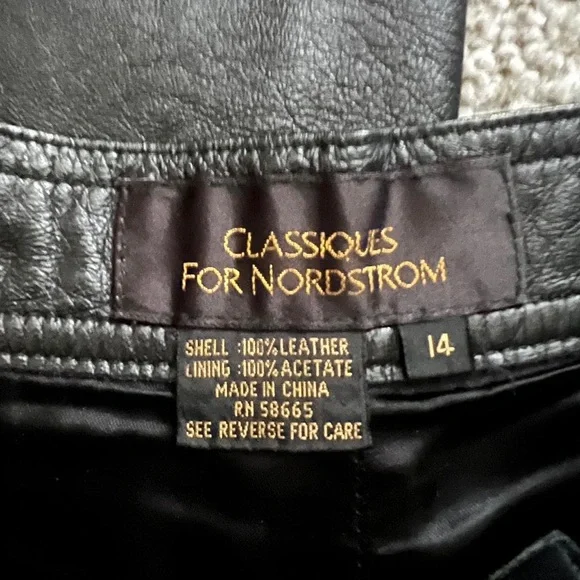 CLASSIQUES
FOR NORDSTROM
SHELL :100% LEATHER
LINING :100% ACETATE
MADE IN CHINA
RN 58665
SEE REVERSE FOR CARE
14